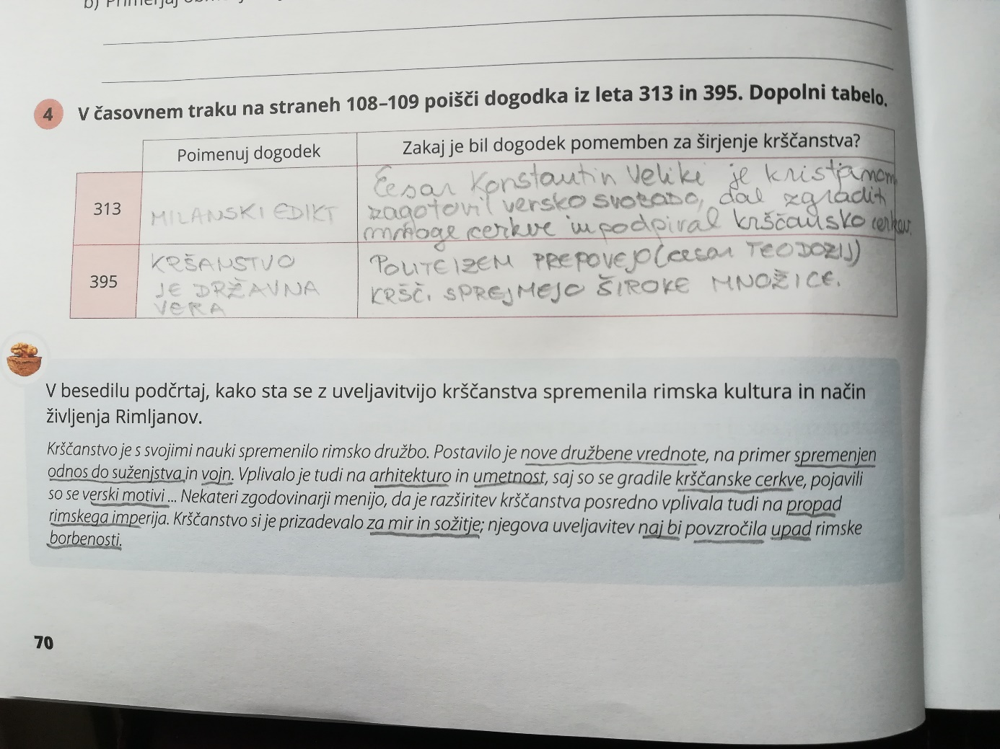 b) Primerjaj
4 V časovnem traku na straneh 108–109 poišči dogodka iz leta 313 in 395. Dopolni tabelo.
Poimenuj dogodek
Zakaj je bil dogodek pomemben za širjenje krščanstva?
313
MILANSKI EDIKT
Cesar Konstantin Veliki je kristjanom
zagotovil versko svobodo, dal zgraditi
mnoge cerkve in podpiral krščansko cerkev.
395
KRŠANSTVO
JE DRŽAVNA
VERA
POLITEIZEM PREPOVEJO (cesar TEODOZIJ)
KRŠČ. SPREJMEJO ŠIROKE MNOŽICE.
V besedilu podčrtaj, kako sta se z uveljavitvijo krščanstva spremenila rimska kultura in način
življenja Rimljanov.
Krščanstvo je s svojimi nauki spremenilo rimsko družbo. Postavilo je nove družbene vrednote, na primer spremenjen
odnos do suženjstva in vojn. Vplivalo je tudi na arhitekturo in umetnost, saj so se gradile krščanske cerkve, pojavili
so se verski motivi ... Nekateri zgodovinarji menijo, da je razširitev krščanstva posredno vplivala tudi na propad
rimskega imperija. Krščanstvo si je prizadevalo za mir in sožitje; njegova uveljavitev naj bi povzročila upad rimske
borbenosti.
70